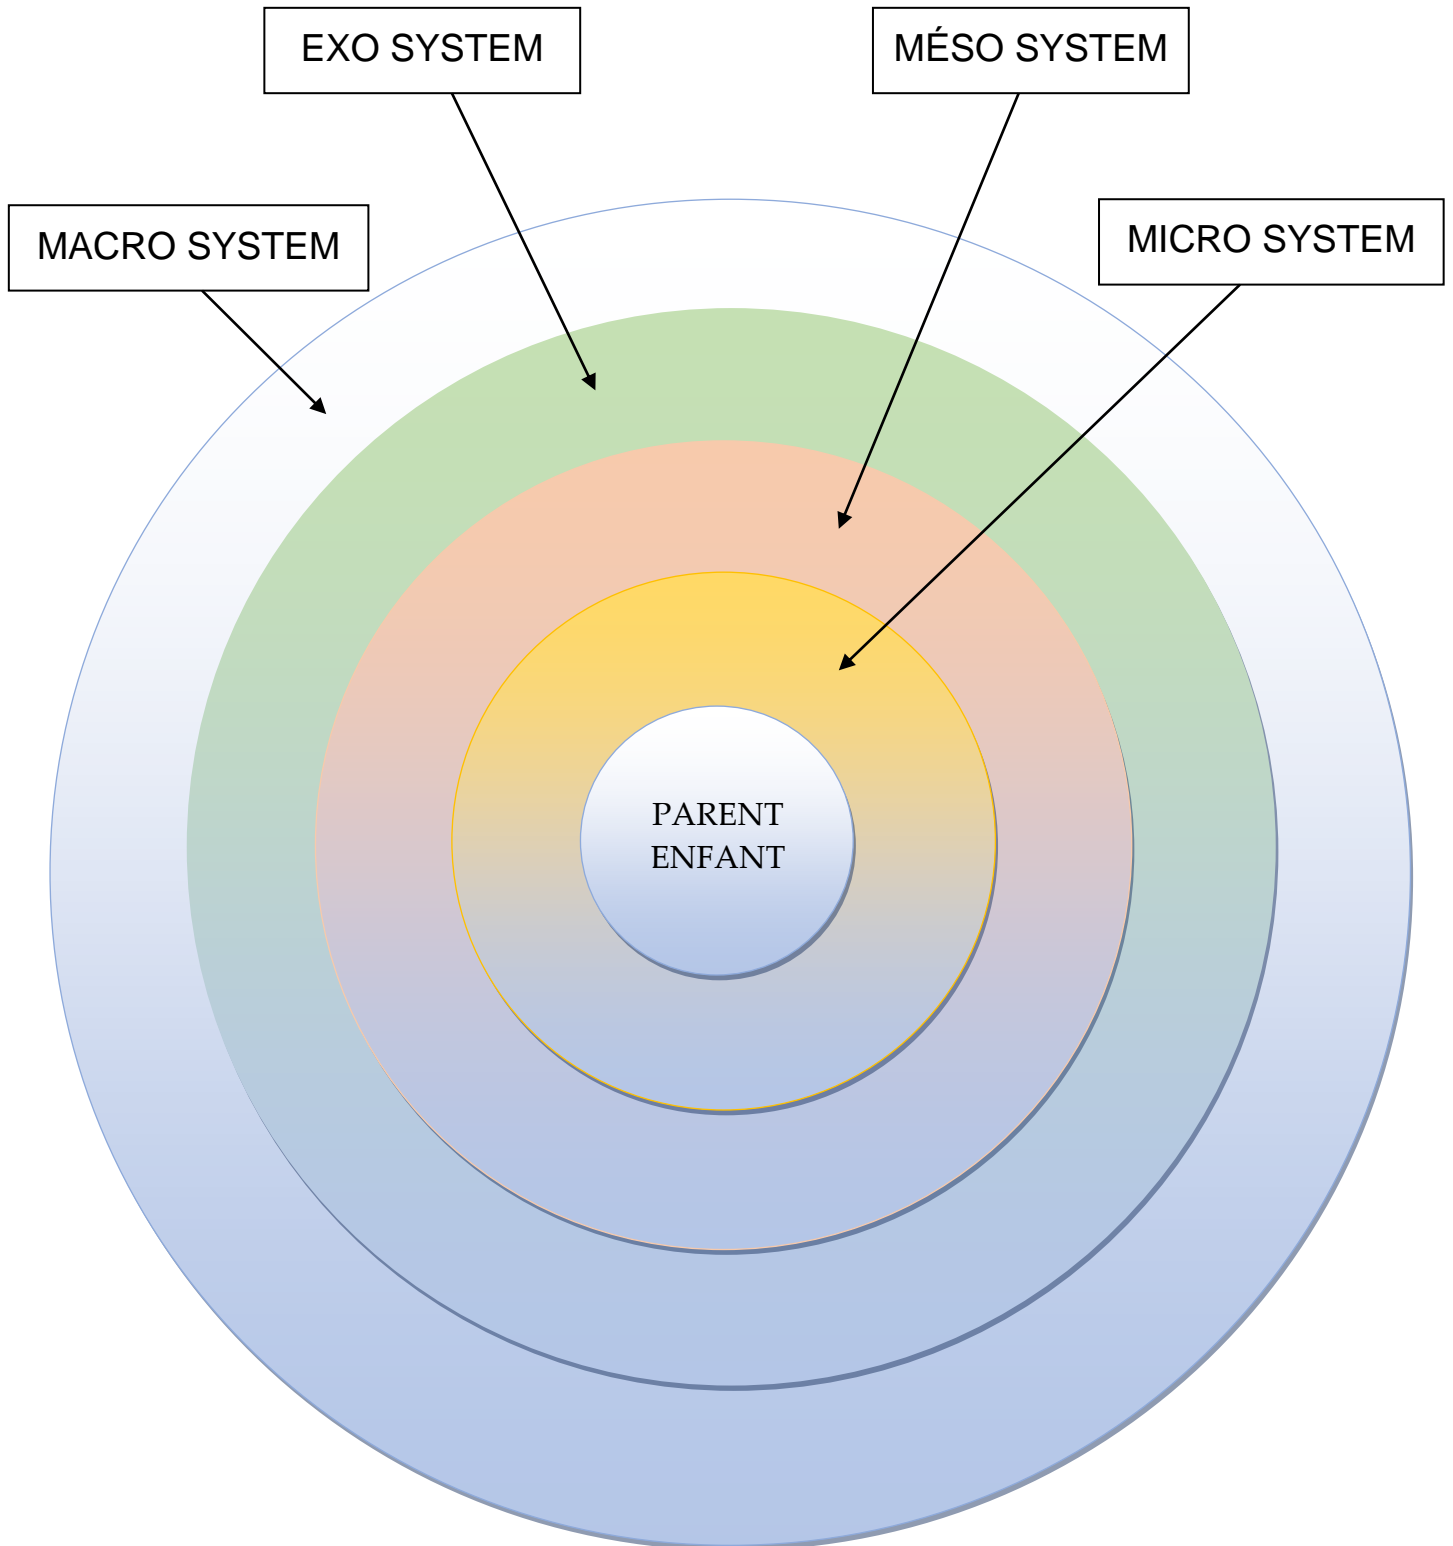 EXO SYSTEM
MÉSO SYSTEM
MACRO SYSTEM
MICRO SYSTEM
PARENT
ENFANT